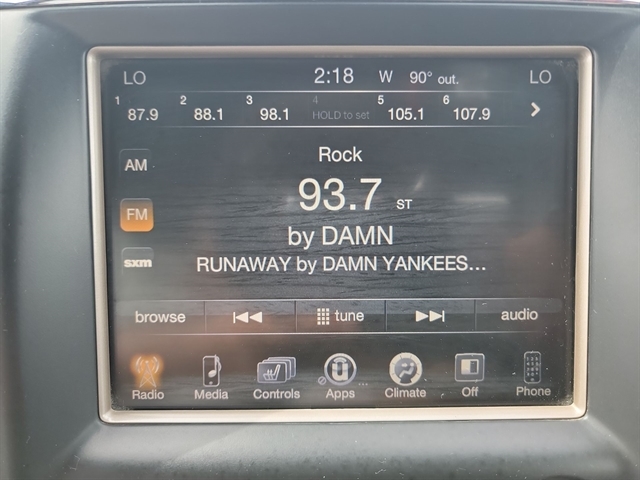 LO 2:18 W 90° out. LO
1 87.9 2 88.1 3 98.1 4 HOLD to set 5 105.1 6 107.9
Rock
AM
93.7 ST
FM
by DAMN
sxm RUNAWAY by DAMN YANKEES...
browse tune audio
Radio Media Controls Apps Climate Off Phone